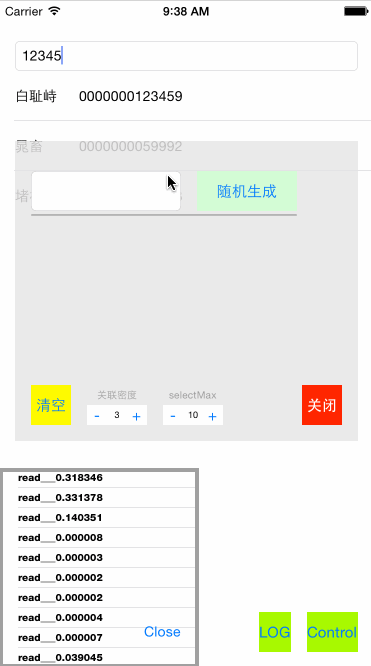 Carrier 9:38 AM
12345
白耻峙 0000000123459
晁畜 0000000059992
堵
随机生成
关联密度 selectMax
清空 - 3 + - 10 + 关闭
read___0.318346
read___0.331378
read___0.140351
read___0.000008
read___0.000003
read___0.000002
read___0.000002
read___0.000004
read___0.000007
read___0.039045
Close
LOG Control